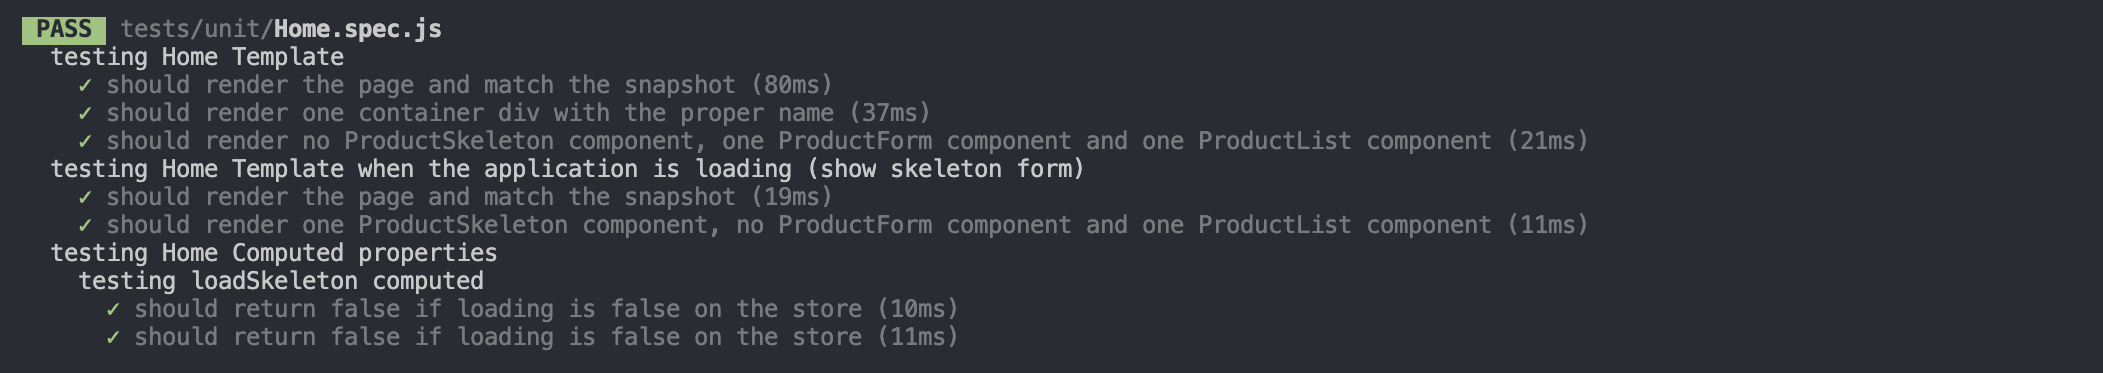 PASS tests/unit/Home.spec.js
testing Home Template
✓ should render the page and match the snapshot (80ms)
✓ should render one container div with the proper name (37ms)
✓ should render no ProductSkeleton component, one ProductForm component and one ProductList component (21ms)
testing Home Template when the application is loading (show skeleton form)
✓ should render the page and match the snapshot (19ms)
✓ should render one ProductSkeleton component, no ProductForm component and one ProductList component (11ms)
testing Home Computed properties
testing loadSkeleton computed
✓ should return false if loading is false on the store (10ms)
✓ should return false if loading is false on the store (11ms)